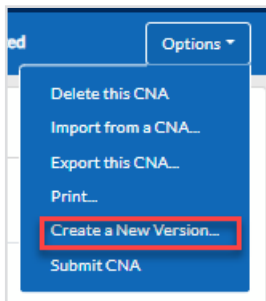 ed
Options
Delete this CNA
Import from a CNA...
Export this CNA...
Print...
Create a New Version...
Submit CNA